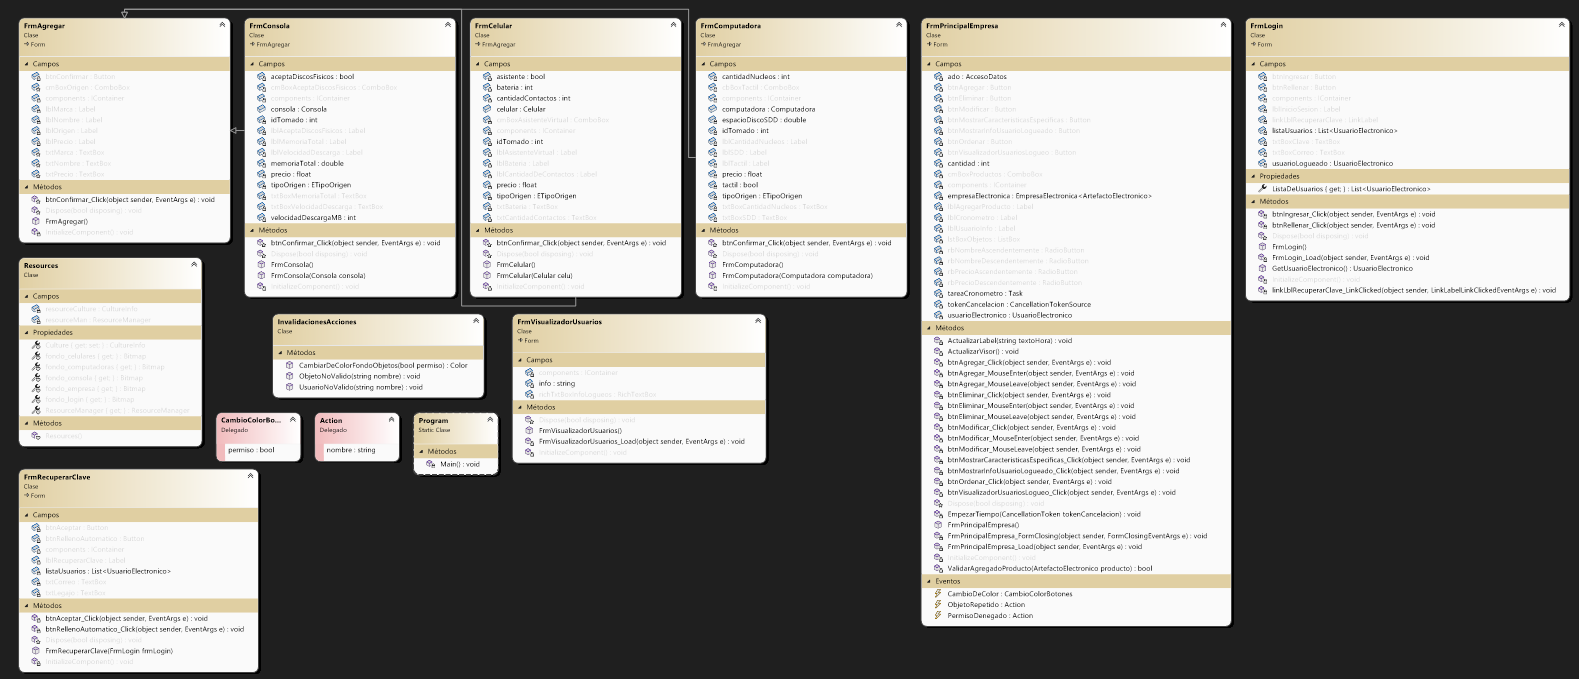 FrmAgregar
Clase
Form
Campos
btnConfirmar : Button
components : IContainer
lblMarca : Label
lblNombre : Label
lblOrigen : Label
lblPrecio : Label
txtMarca : TextBox
txtNombre : TextBox
txtPrecio : TextBox
Métodos
btnConfirmar_Click(object sender, EventArgs e) : void
Dispose(bool disposing) : void
FrmAgregar()
InitializeComponent() : void
FrmConsola
Clase
FrmAgregar
Campos
aceptaDiscosFisicos : bool
components : IContainer
consola : Consola
idTomado : int
lblAceptaDiscosFisicos : Label
lblMemoriaTotal : Label
lblVelocidadDescarga : Label
memoriaTotal : double
precio : float
tipoOrigen : ETipoOrigen
txtBoxMemoriaTotal : TextBox
txtBoxVelocidadDescarga : TextBox
velocidadDescargaMB : int
Métodos
btnConfirmar_Click(object sender, EventArgs e) : void
Dispose(bool disposing) : void
FrmConsola()
FrmConsola(Consola consola)
InitializeComponent() : void
FrmCelular
Clase
FrmAgregar
Campos
asistente : bool
bateria : int
cantidadContactos : int
celular : Celular
components : IContainer
idTomado : int
lblAsistenteVirtual : Label
lblBateria : Label
lblCantidadDeContactos : Label
precio : float
tipoOrigen : ETipoOrigen
txtBateria : TextBox
txtCantidadContactos : TextBox
Métodos
btnConfirmar_Click(object sender, EventArgs e) : void
Dispose(bool disposing) : void
FrmCelular()
FrmCelular(Celular celu)
InitializeComponent() : void
FrmComputadora
Clase
FrmAgregar
Campos
cantidadNucleos : int
components : IContainer
computadora : Computadora
espacioDiscoSDD : double
idTomado : int
lblCantidadNucleos : Label
lblSDD : Label
lblTactil : Label
precio : float
tactil : bool
tipoOrigen : ETipoOrigen
txtBoxCantidadNucleos : TextBox
txtBoxSDD : TextBox
Métodos
btnConfirmar_Click(object sender, EventArgs e) : void
Dispose(bool disposing) : void
FrmComputadora()
FrmComputadora(Computadora computadora)
InitializeComponent() : void
FrmPrincipalEmpresa
Clase
Form
Campos
ado : AccesoDatos
btnAgregar : Button
btnEliminar : Button
btnModificar : Button
btnMostrarCaracteristicasEspecificas : Button
btnMostrarInfoUsuarioLogueado : Button
btnOrdenar : Button
btnVisualizadorUsuariosLogueo : Button
cantidad : int
components : IContainer
empresaElectronica : EmpresaElectronica<ArtefactoElectronico>
lblAgregarProducto : Label
lblCronometro : Label
lblUsuarioInfo : Label
rbNombreAscendentemente : RadioButton
rbNombreDescendentemente : RadioButton
rbPrecioAscendentemente : RadioButton
rbPrecioDescendentemente : RadioButton
tareaCronometro : Task
tokenCancelacion : CancellationTokenSource
usuarioElectronico : UsuarioElectronico
Métodos
ActualizarLabel(string textoHora) : void
ActualizarVisor() : void
btnAgregar_Click(object sender, EventArgs e) : void
btnAgregar_MouseEnter(object sender, EventArgs e) : void
btnAgregar_MouseLeave(object sender, EventArgs e) : void
btnEliminar_Click(object sender, EventArgs e) : void
btnEliminar_MouseEnter(object sender, EventArgs e) : void
btnEliminar_MouseLeave(object sender, EventArgs e) : void
btnModificar_Click(object sender, EventArgs e) : void
btnModificar_MouseEnter(object sender, EventArgs e) : void
btnModificar_MouseLeave(object sender, EventArgs e) : void
btnMostrarCaracteristicasEspecificas_Click(object sender, EventArgs e) : void
btnMostrarInfoUsuarioLogueado_Click(object sender, EventArgs e) : void
btnOrdenar_Click(object sender, EventArgs e) : void
btnVisualizadorUsuariosLogueo_Click(object sender, EventArgs e) : void
Dispose(bool disposing) : void
EmpezarTiempo(CancellationToken tokenCancelacion) : void
FrmPrincipalEmpresa()
FrmPrincipalEmpresa_FormClosing(object sender, FormClosingEventArgs e) : void
FrmPrincipalEmpresa_Load(object sender, EventArgs e) : void
InitializeComponent() : void
ValidarAgregadoProducto(ArtefactoElectronico producto) : bool
Eventos
CambioDeColor : CambioColorBotones
ObjetoRepetido : Action
PermisoDenegado : Action
FrmLogin
Clase
Form
Campos
btnIngresar : Button
btnRellenar : Button
components : IContainer
linkLblRecuperarClave : LinkLabel
listaUsuarios : List<UsuarioElectronico>
txtBoxClave : TextBox
txtBoxCorreo : TextBox
usuarioLogueado : UsuarioElectronico
Propiedades
ListaDeUsuarios { get; } : List<UsuarioElectronico>
Métodos
btnIngresar_Click(object sender, EventArgs e) : void
btnRellenar_Click(object sender, EventArgs e) : void
Dispose(bool disposing) : void
FrmLogin()
FrmLogin_Load(object sender, EventArgs e) : void
GetUsuarioElectronico() : UsuarioElectronico
InitializeComponent() : void
linkLblRecuperarClave_LinkClicked(object sender, LinkLabelLinkClickedEventArgs e) : void
Resources
Clase
Campos
resourceCulture : CultureInfo
resourceMan : ResourceManager
Propiedades
Culture { get; set; } : CultureInfo
fondo_celulares { get; } : Bitmap
fondo_computadoras { get; } : Bitmap
fondo_consola { get; } : Bitmap
fondo_empresa { get; } : Bitmap
fondo_login { get; } : Bitmap
ResourceManager { get; } : ResourceManager
Métodos
Resources()
InvalidacionesAcciones
Clase
Métodos
CambiarDeColorFondoObjetos(bool permiso) : Color
ObjetoNoValido(string nombre) : void
UsuarioNoValido(string nombre) : void
FrmVisualizadorUsuarios
Clase
Form
Campos
components : IContainer
info : string
Métodos
Dispose(bool disposing) : void
FrmVisualizadorUsuarios()
FrmVisualizadorUsuarios_Load(object sender, EventArgs e) : void
InitializeComponent() : void
CambioColorBo...
Delegado
permiso : bool
Action
Delegado
nombre : string
Program
Static Clase
Métodos
Main() : void
FrmRecuperarClave
Clase
Form
Campos
btnAceptar : Button
btnRellenoAutomatico : Button
components : IContainer
lblRecuperarClave : Label
listaUsuarios : List<UsuarioElectronico>
txtCorreo : TextBox
txtLegajo : TextBox
Métodos
btnAceptar_Click(object sender, EventArgs e) : void
btnRellenoAutomatico_Click(object sender, EventArgs e) : void
Dispose(bool disposing) : void
FrmRecuperarClave(FrmLogin frmLogin)
InitializeComponent() : void